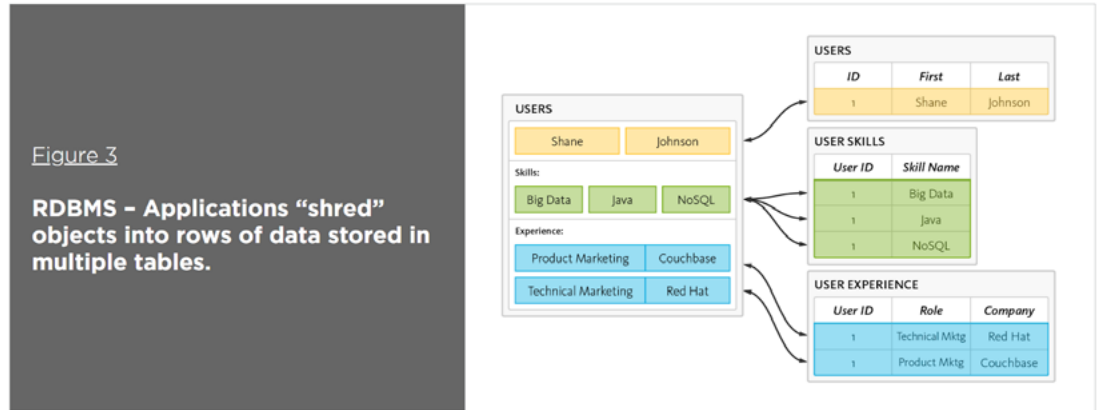 Figure 3
RDBMS – Applications “shred”
objects into rows of data stored in
multiple tables.
USERS
Shane Johnson
Skills:
Big Data Java NoSQL
Experience:
Product Marketing Couchbase
Technical Marketing Red Hat
USERS
ID First Last
1 Shane Johnson
USER SKILLS
User ID Skill Name
1 Big Data
1 Java
1 NoSQL
USER EXPERIENCE
User ID Role Company
1 Technical Mktg Red Hat
1 Product Mktg Couchbase